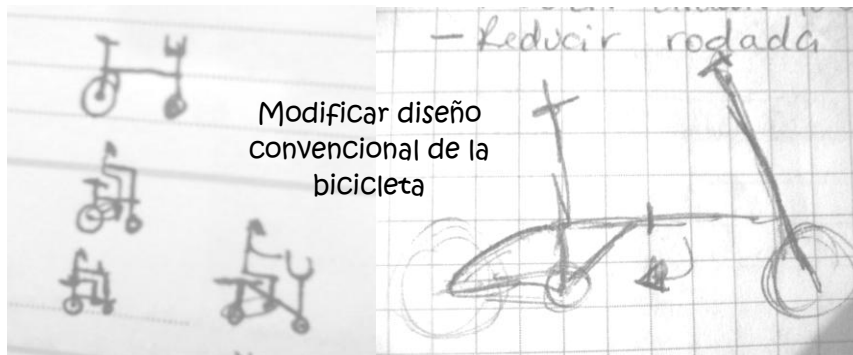 - Reducir rodada
Modificar diseño
convencional de la
bicicleta